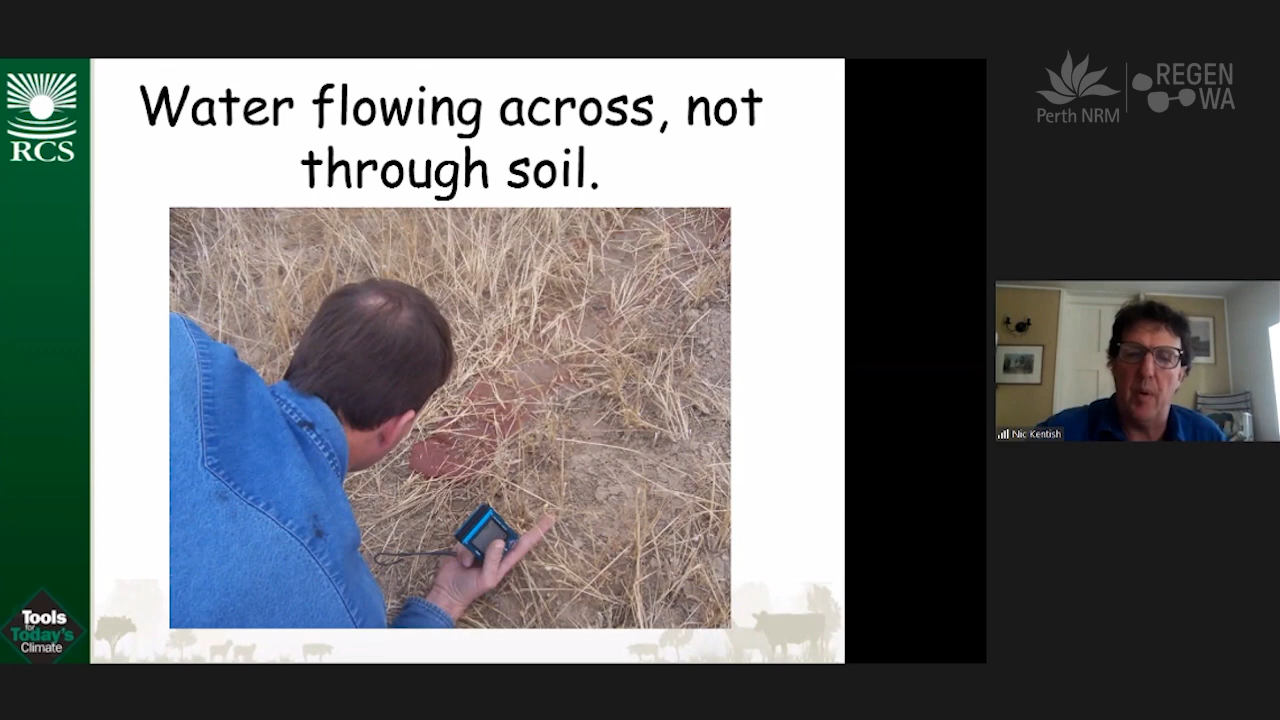 Water flowing across, not
through soil.
RCS
Tools
for
Today's
Climate
Perth NRM
REGEN
WA
Nic Kentish